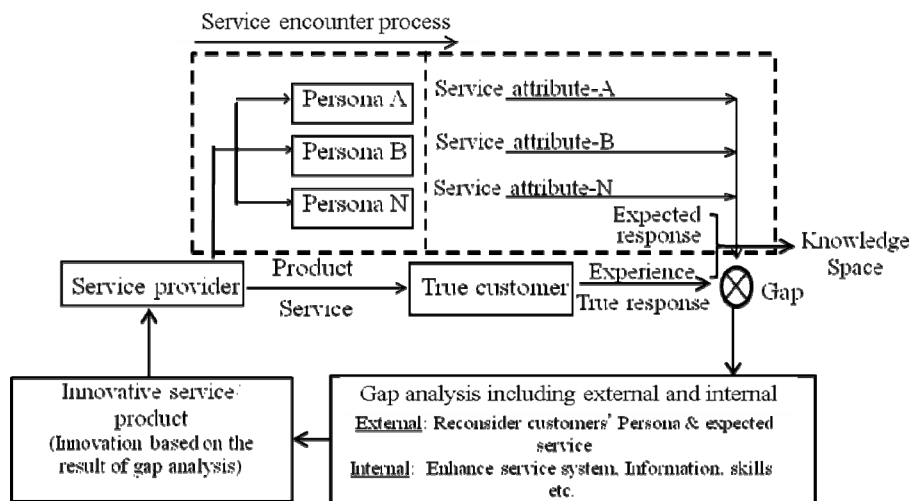 Service encounter process
Persona A
Service attribute-A
Persona B
Service attribute-B
Persona N
Service attribute-N
Expected
response
Knowledge
Space
Service provider
Product
Service
True customer
Experience
True response
Gap
Innovative service
product
(Innovation based on the
result of gap analysis)
Gap analysis including external and internal
External: Reconsider customers' Persona & expected
service
Internal: Enhance service system, Information, skills
etc.